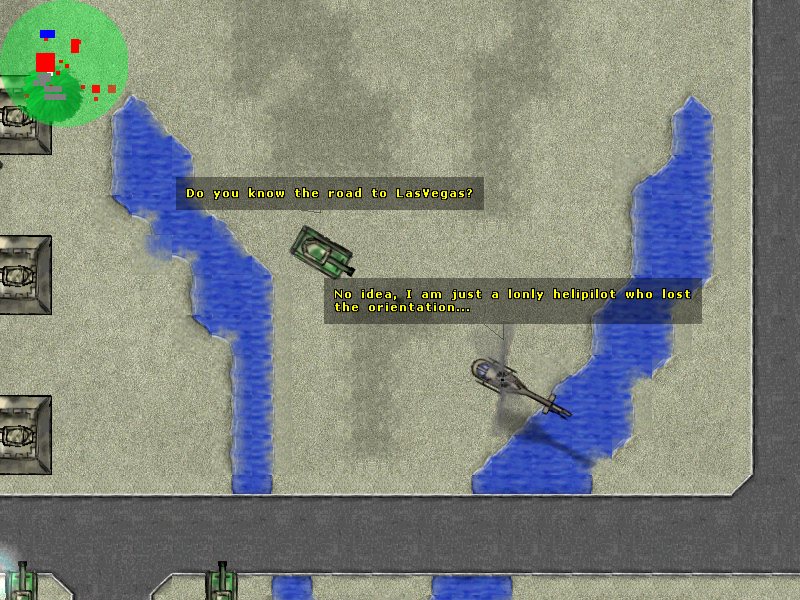 Do you know the road to LasVegas?
No idea, I am just a lonly helipilot who lost
the orientation...